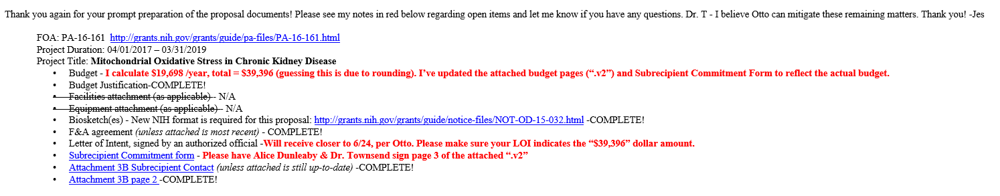 Thank you again for your prompt preparation of the proposal documents! Please see my notes in red below regarding open items and let me know if you have any questions. Dr. T - I believe Otto can mitigate these remaining matters. Thank you! -Jes
FOA: PA-16-161  http://grants.nih.gov/grants/guide/pa-files/PA-16-161.html
Project Duration: 04/01/2017 – 03/31/2019
Project Title: Mitochondrial Oxidative Stress in Chronic Kidney Disease
• Budget - I calculate $19,698 /year, total = $39,396 (guessing this is due to rounding). I've updated the attached budget pages (“.v2”) and Subrecipient Commitment Form to reflect the actual budget.
• Budget Justification-COMPLETE!
• Facilities attachment (as applicable) - N/A
• Equipment attachment (as applicable) - N/A
• Biosketch(es) - New NIH format is required for this proposal: http://grants.nih.gov/grants/guide/notice-files/NOT-OD-15-032.html -COMPLETE!
• F&A agreement (unless attached is most recent) - COMPLETE!
• Letter of Intent, signed by an authorized official -Will receive closer to 6/24, per Otto. Please make sure your LOI indicates the “$39,396” dollar amount.
• Subrecipient Commitment form - Please have Alice Dunleaby & Dr. Townsend sign page 3 of the attached “.v2”
• Attachment 3B Subrecipient Contact (unless attached is still up-to-date) -COMPLETE!
• Attachment 3B page 2 -COMPLETE!